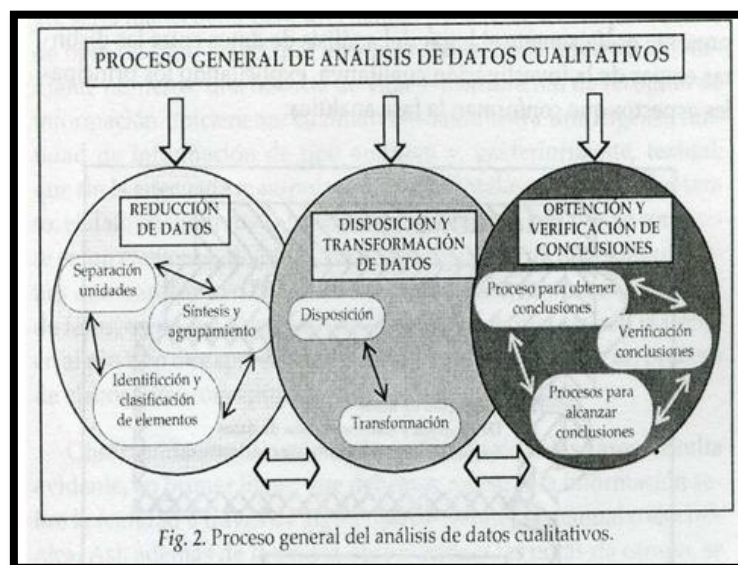 PROCESO GENERAL DE ANÁLISIS DE DATOS CUALITATIVOS
REDUCCIÓN
DE DATOS
Separación
unidades
Síntesis y
agrupamiento
Identificción y
clasificación
de elementos
DISPOSICIÓN Y
TRANSFORMACIÓN
DE DATOS
Disposición
Transformación
OBTENCIÓN Y
VERIFICACIÓN DE
CONCLUSIONES
Proceso para obtener
conclusiones
Verificación
conclusiones
Procesos para
alcanzar
conclusiones
Fig. 2. Proceso general del análisis de datos cualitativos.